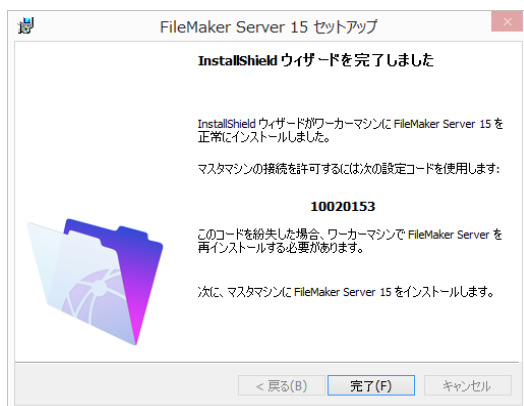 FileMaker Server 15 セットアップ
InstallShield ウィザードを完了しました
InstallShield ウィザードがワーカーマシンに FileMaker Server 15 を
正常にインストールしました。
マスタマシンの接続を許可するには次の設定コードを使用します:
10020153
このコードを紛失した場合、ワーカーマシンで FileMaker Server を
再インストールする必要があります。
次に、マスタマシンに FileMaker Server 15 をインストールします。
< 戻る(B) 完了(F) キャンセル